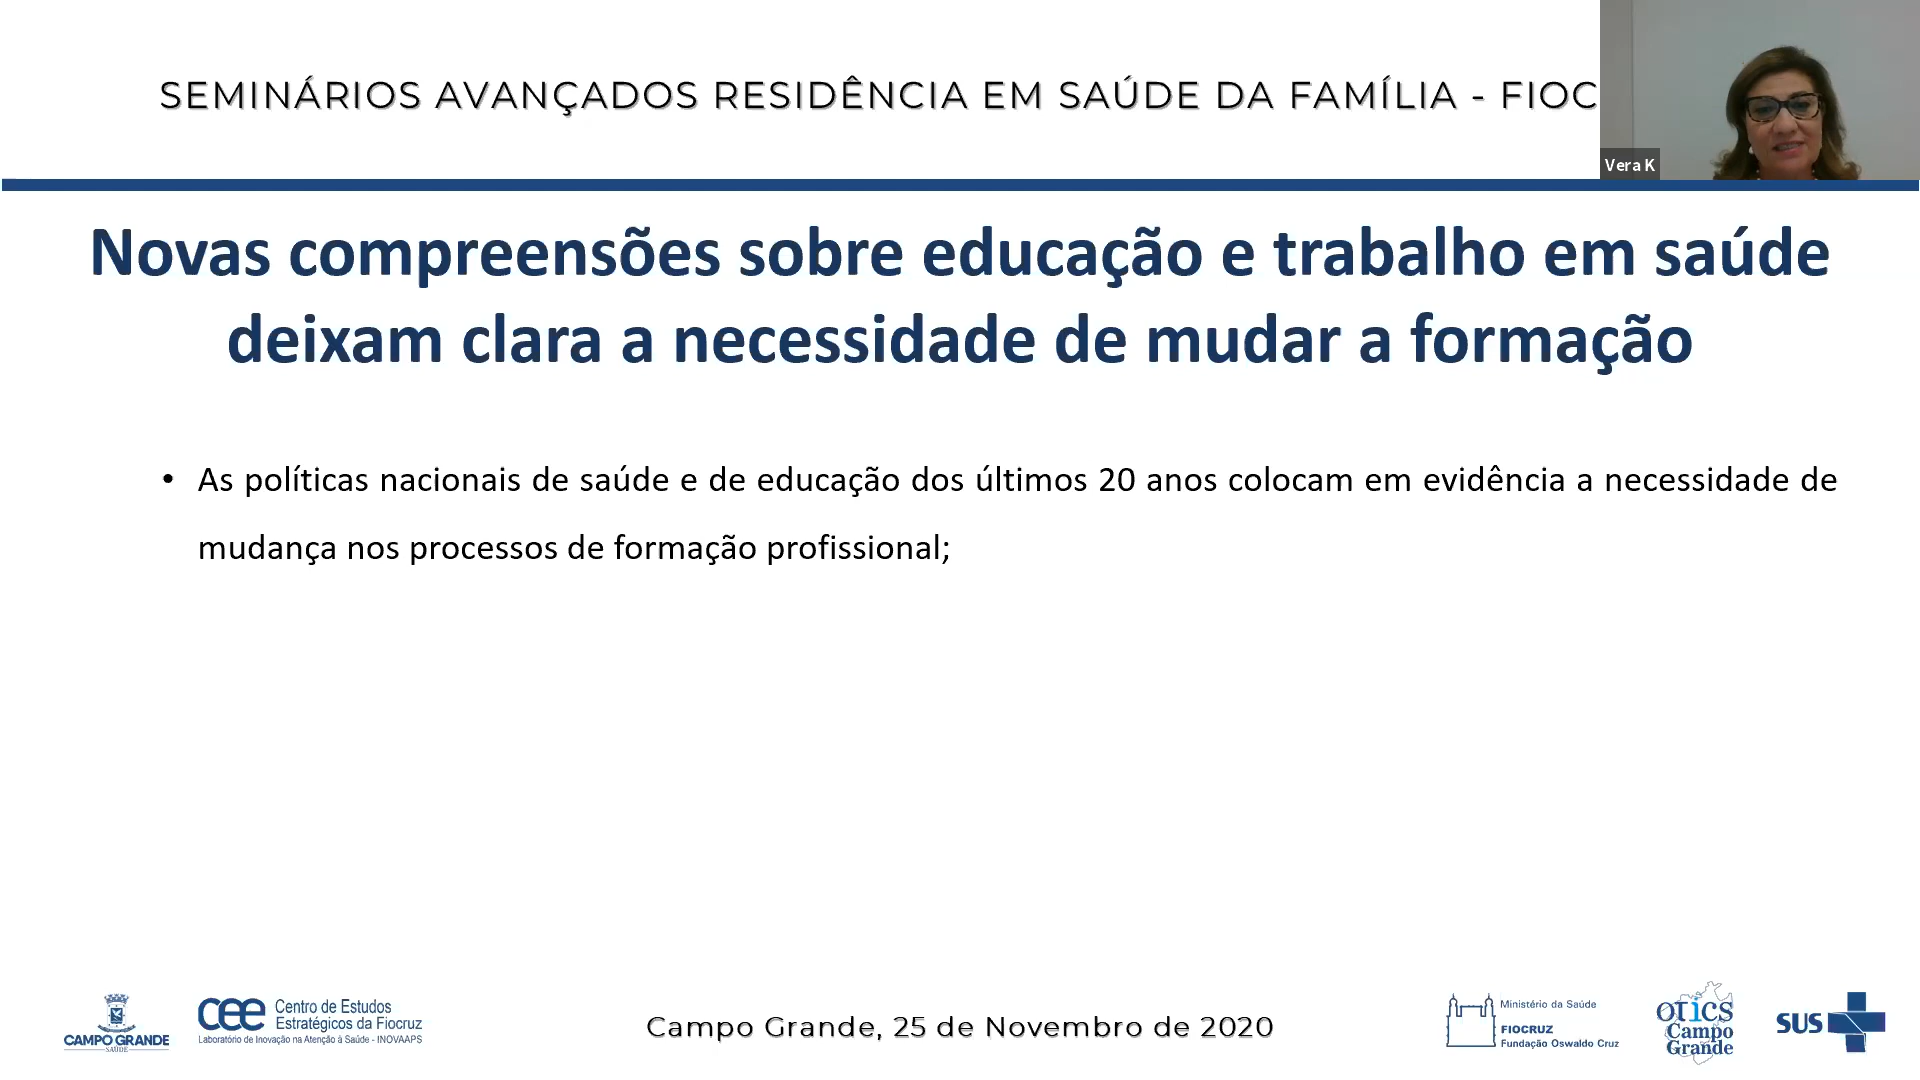 SEMINÁRIOS AVANÇADOS RESIDÊNCIA EM SAÚDE DA FAMÍLIA - FIOC
Vera K
Novas compreensões sobre educação e trabalho em saúde
deixam clara a necessidade de mudar a formação
• As políticas nacionais de saúde e de educação dos últimos 20 anos colocam em evidência a necessidade de
mudança nos processos de formação profissional;
CAMPO GRANDE
SAÚDE
cee
Centro de Estudos
Estratégicos da Fiocruz
Laboratório de Inovação na Atenção à Saúde - INOVAAPS
Campo Grande, 25 de Novembro de 2020
Ministério da Saúde
FIOCRUZ
Fundação Oswaldo Cruz
OTICS
Campo
Grande
SUS